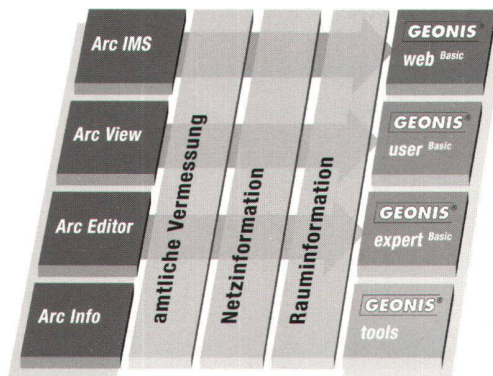 Arc IMS
Arc View
Arc Editor
Arc Info
amtliche Vermessung
Netzinformation
Rauminformation
GEONIS®
web Basic
GEONIS®
user Basic
GEONIS®
expert Basic
GEONIS®
tools